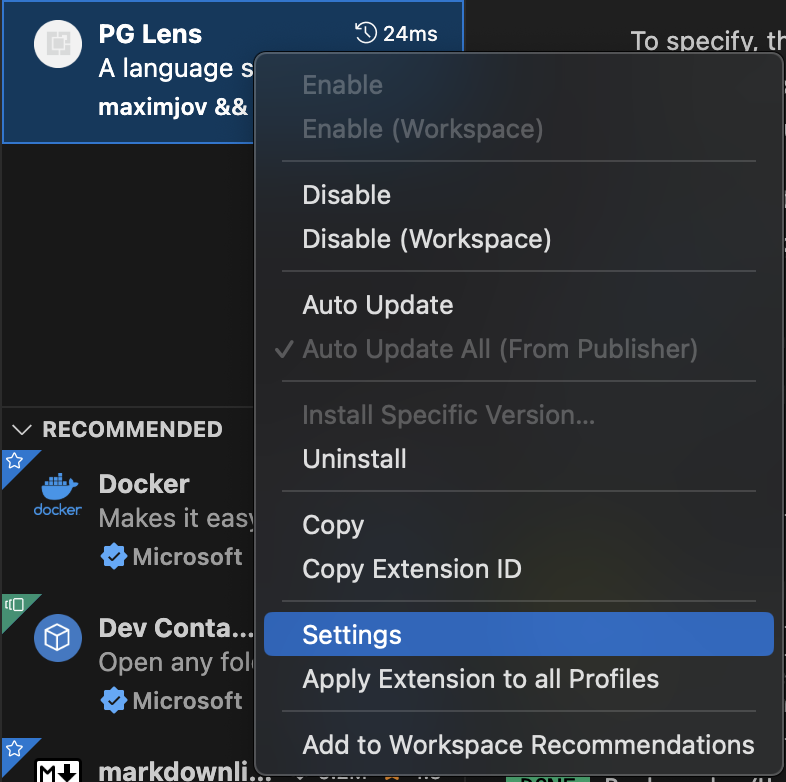 PG Lens 24ms
A language s
maximjov &&
To specify, th
Enable
Enable (Workspace)
Disable
Disable (Workspace)
Auto Update
Auto Update All (From Publisher)
Install Specific Version...
Uninstall
Copy
Copy Extension ID
Settings
Apply Extension to all Profiles
Add to Workspace Recommendations
RECOMMENDED
docker
Docker
Makes it easy
Microsoft
Dev Conta...
Open any fol
Microsoft
M
markdownli...